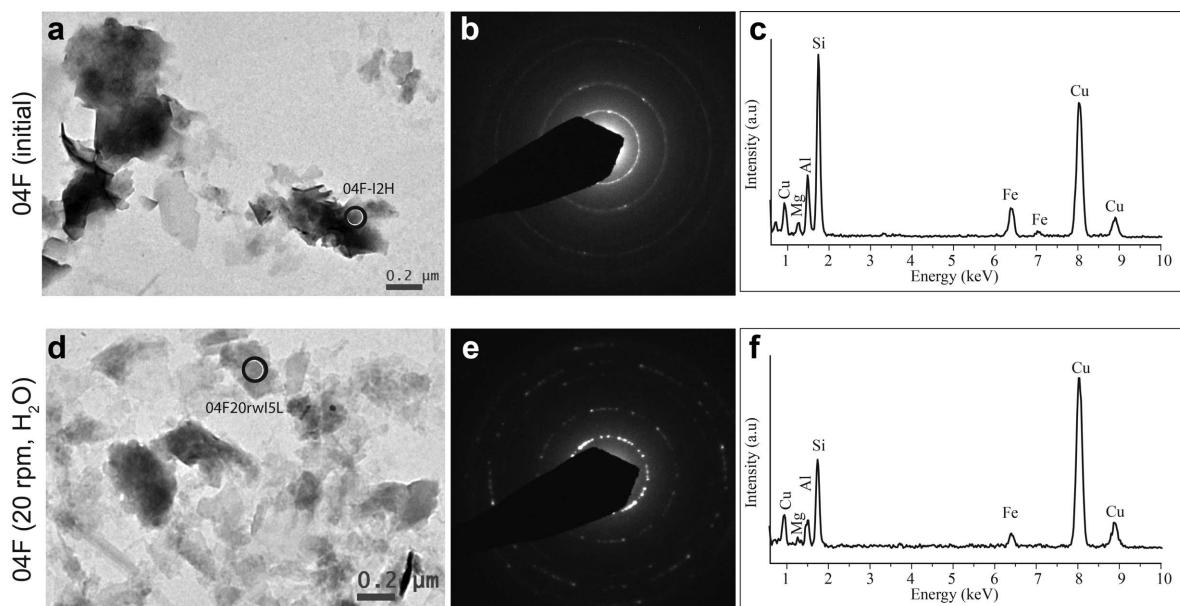 04F (initial)
a
04F-I2H
0.2 μm
b
c
Intensity (a.u)
Cu
Mg
Al
Si
Fe
Fe
Cu
Cu
1 2 3 4 5 6 7 8 9 10
Energy (keV)
04F (20 rpm, H₂O)
d
04F20rwI5L
0.2 μm
e
f
Intensity (a.u)
Cu
Mg
Al
Si
Fe
Cu
Cu
1 2 3 4 5 6 7 8 9 10
Energy (keV)